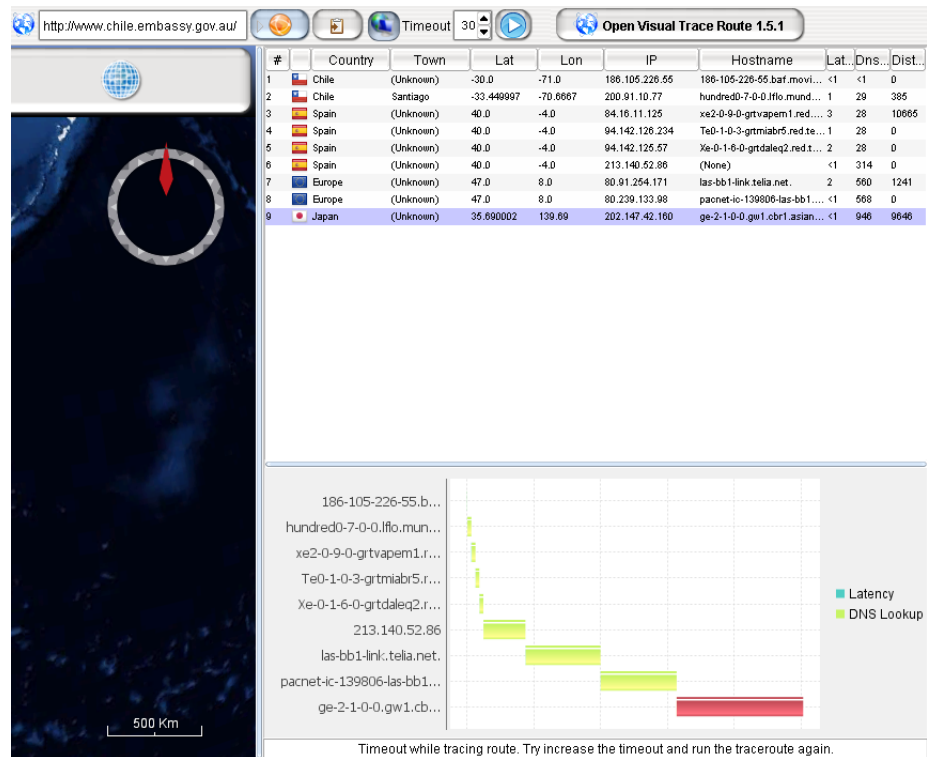 http://www.chile.embassy.gov.au/ Timeout 30 Open Visual Trace Route 1.5.1
# Country Town Lat Lon IP Hostname Lat... Dns... Dist...
1 Chile (Unknown) -30.0 -71.0 186.105.226.55 186-105-226-55.baf.movi... <1 <1 0
2 Chile Santiago -33.449997 -70.6667 200.91.10.77 hundred0-7-0-0.lflo.mund... 1 29 385
3 Spain (Unknown) 40.0 -4.0 84.16.11.125 xe2-0-9-0-grtvapem1.red.... 3 28 10665
4 Spain (Unknown) 40.0 -4.0 94.142.126.234 Te0-1-0-3-grtmiabr5.red.te... 1 28 0
5 Spain (Unknown) 40.0 -4.0 94.142.125.57 Xe-0-1-6-0-grtdaleq2.red.t... 2 28 0
6 Spain (Unknown) 40.0 -4.0 213.140.52.86 (None) <1 314 0
7 Europe (Unknown) 47.0 8.0 80.91.254.171 las-bb1-link.telia.net. 2 560 1241
8 Europe (Unknown) 47.0 8.0 80.239.133.98 pacnet-ic-139806-las-bb1.... <1 568 0
9 Japan (Unknown) 35.690002 139.69 202.147.42.160 ge-2-1-0-0.gw1.cbr1.asian... <1 946 9646
186-105-226-55.b...
hundred0-7-0-0.lflo.mun...
xe2-0-9-0-grtvapem1.r...
Te0-1-0-3-grtmiabr5.r...
Xe-0-1-6-0-grtdaleq2.r...
213.140.52.86
las-bb1-link.telia.net.
pacnet-ic-139806-las-bb1...
ge-2-1-0-0.gw1.cb...
Latency
DNS Lookup
500 Km
Timeout while tracing route. Try increase the timeout and run the traceroute again.